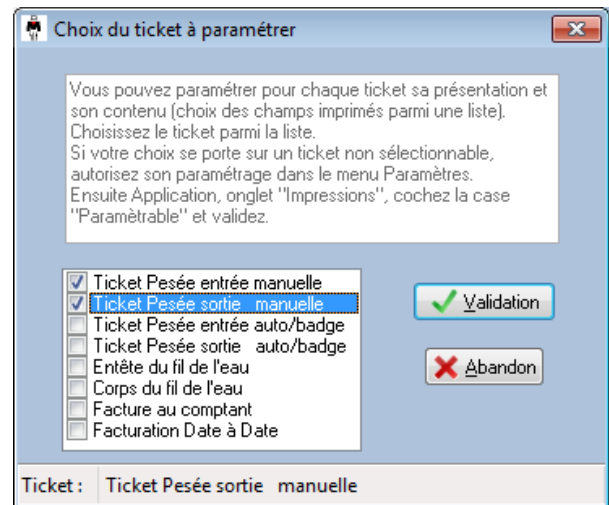 Choix du ticket à paramétrer
Vous pouvez paramétrer pour chaque ticket sa présentation et
son contenu (choix des champs imprimés parmi une liste).
Choisissez le ticket parmi la liste.
Si votre choix se porte sur un ticket non sélectionnable,
autorisez son paramétrage dans le menu Paramètres.
Ensuite Application, onglet "Impressions", cochez la case
"Paramètrable" et validez.
Ticket Pesée entrée manuelle
Ticket Pesée sortie manuelle
Ticket Pesée entrée auto/badge
Ticket Pesée sortie auto/badge
Entête du fil de l'eau
Corps du fil de l'eau
Facture au comptant
Facturation Date à Date
Validation
Abandon
Ticket : Ticket Pesée sortie manuelle